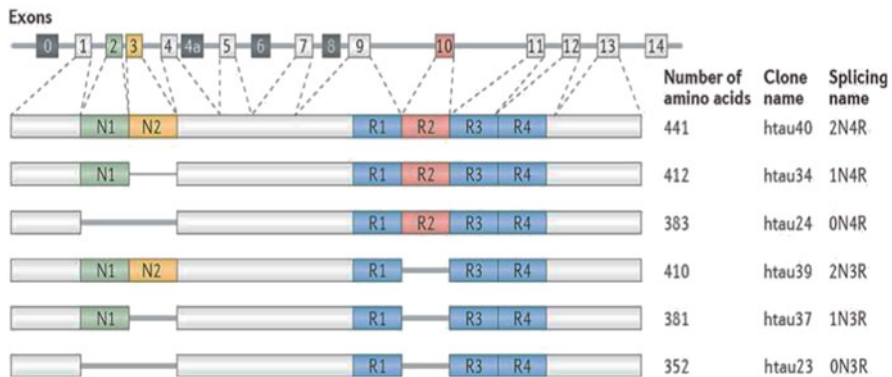 Exons
0 1 2 3 4 4a 5 6 7 8 9 10 11 12 13 14
Number of amino acids Clone name Splicing name
N1 N2 R1 R2 R3 R4 441 htau40 2N4R
N1 R1 R2 R3 R4 412 htau34 1N4R
R1 R2 R3 R4 383 htau24 0N4R
N1 N2 R1 R3 R4 410 htau39 2N3R
N1 R1 R3 R4 381 htau37 1N3R
R1 R3 R4 352 htau23 0N3R